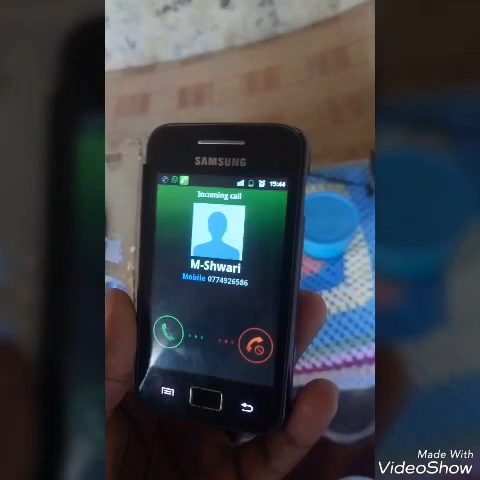 SAMSUNG
15:44
Incoming call
M-Shwari
Mobile 0774926586
Made With
VideoShow